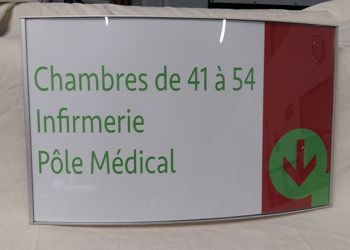 Chambres de 41 à 54
Infirmerie
Pôle Médical